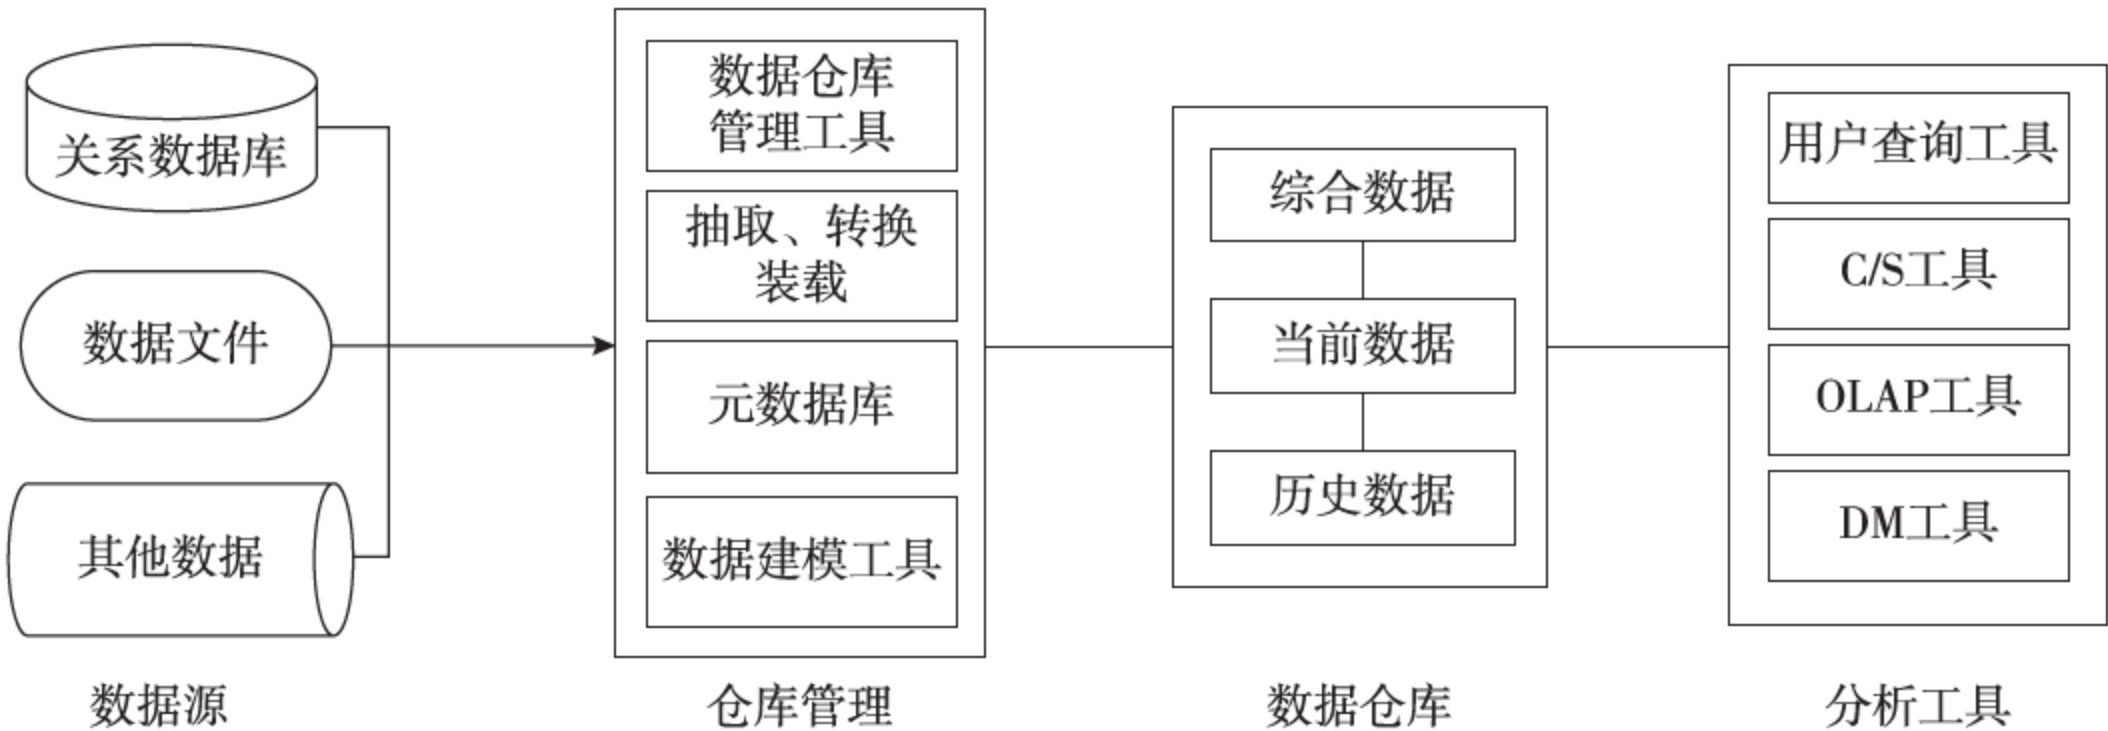 关系数据库
数据文件
其他数据
数据源
数据仓库
管理工具
抽取、转换
装载
元数据库
数据建模工具
仓库管理
综合数据
当前数据
历史数据
数据仓库
用户查询工具
C/S工具
OLAP工具
DM工具
分析工具